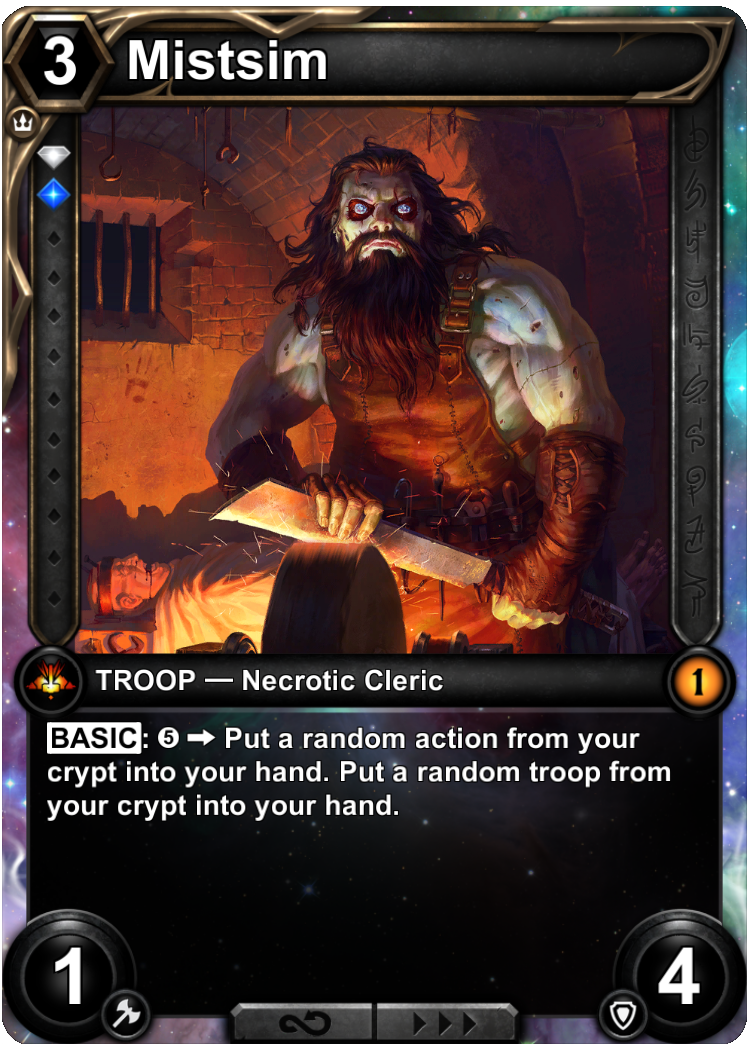 3 Mistsim
TROOP — Necrotic Cleric
1
BASIC: ❺ ➡ Put a random action from your
crypt into your hand. Put a random troop from
your crypt into your hand.
1
4